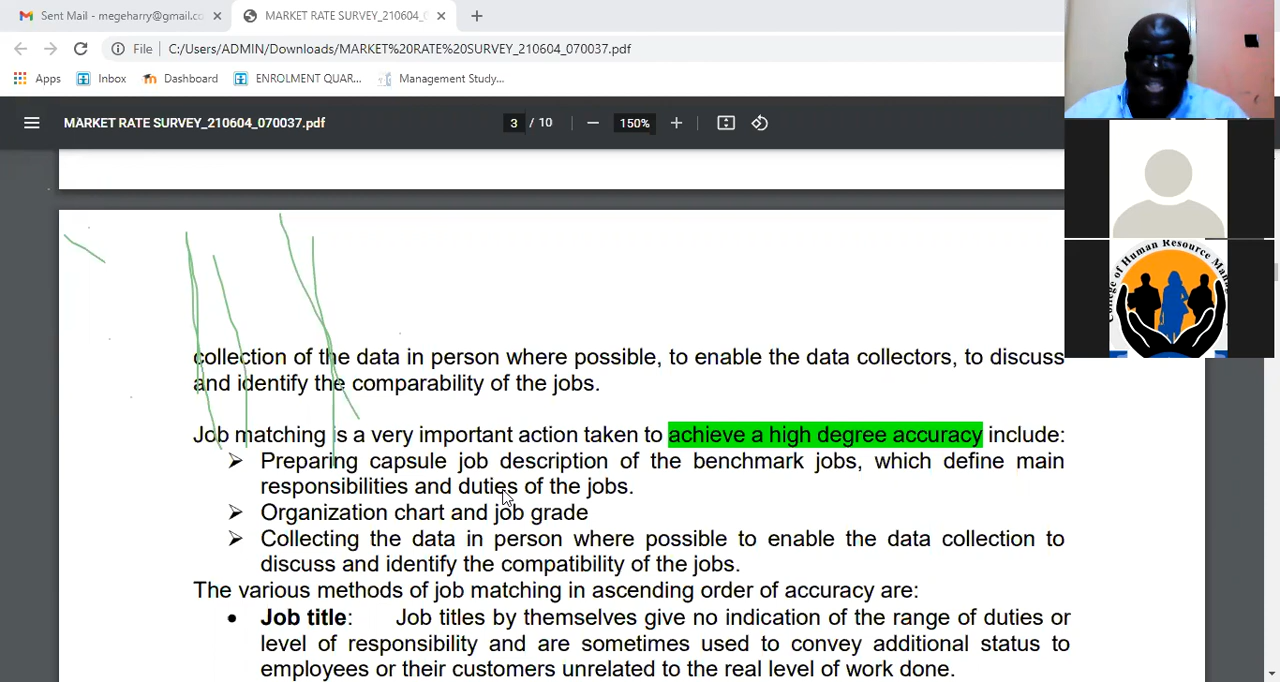 Sent Mail - megeharry@gmail.co
MARKET RATE SURVEY_210604_0
File
C:/Users/ADMIN/Downloads/MARKET%20RATE%20SURVEY_210604_070037.pdf
Apps
Inbox
Dashboard
ENROLMENT QUAR...
Management Study...
MARKET RATE SURVEY_210604_070037.pdf
3 / 10
150%
College of Human Resource Mana
collection of the data in person where possible, to enable the data collectors, to discuss
and identify the comparability of the jobs.
Job matching is a very important action taken to achieve a high degree accuracy include:
➢ Preparing capsule job description of the benchmark jobs, which define main
responsibilities and duties of the jobs.
➢ Organization chart and job grade
➢ Collecting the data in person where possible to enable the data collection to
discuss and identify the compatibility of the jobs.
The various methods of job matching in ascending order of accuracy are:
• Job title: Job titles by themselves give no indication of the range of duties or
level of responsibility and are sometimes used to convey additional status to
employees or their customers unrelated to the real level of work done.